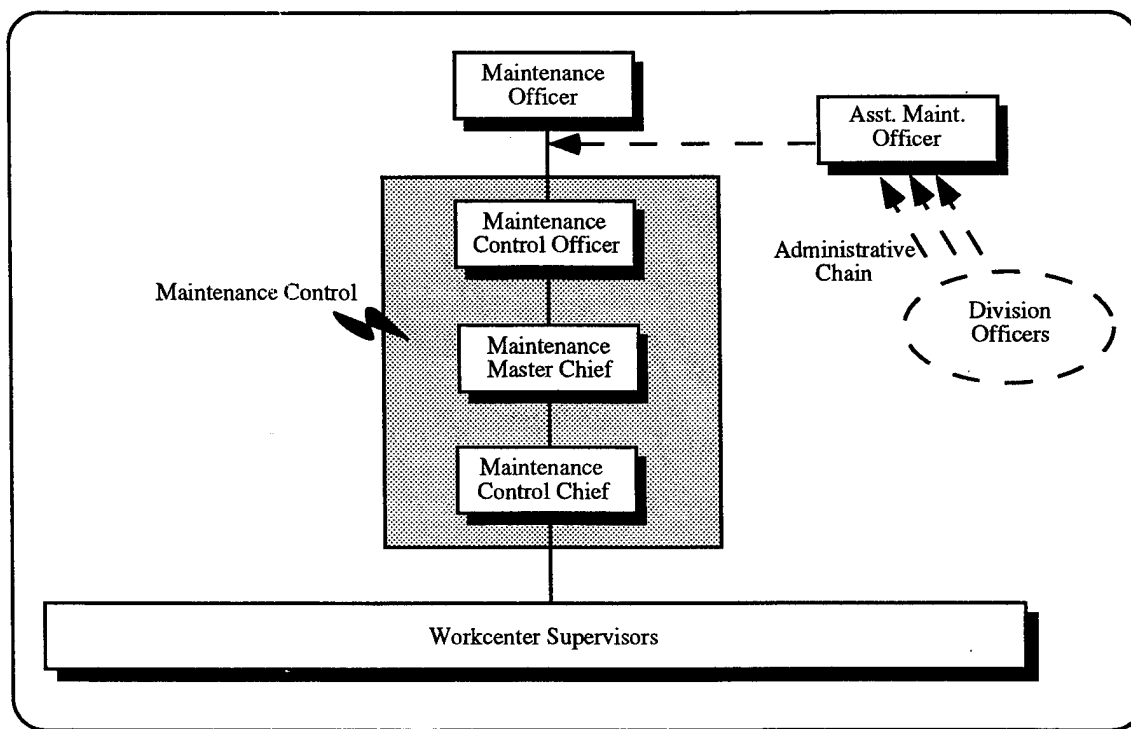 Maintenance
Officer
Asst. Maint.
Officer
Maintenance
Control Officer
Administrative
Chain
Maintenance Control
Division
Officers
Maintenance
Master Chief
Maintenance
Control Chief
Workcenter Supervisors